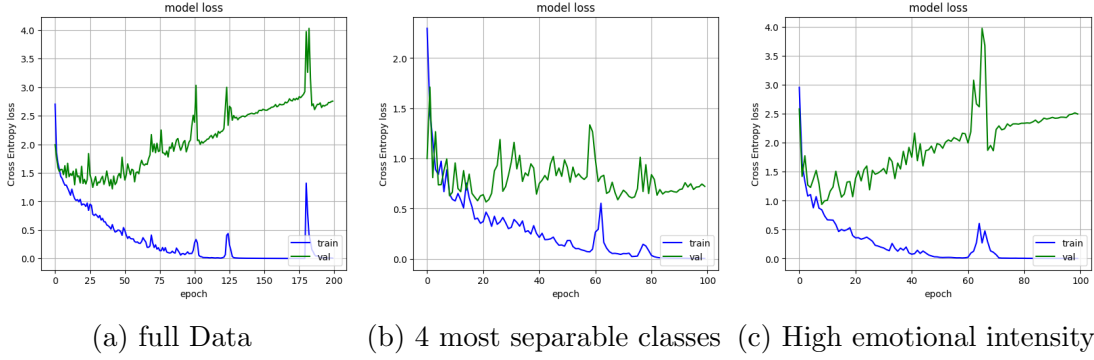 model loss
Cross Entropy loss
4.0
3.5
3.0
2.5
2.0
1.5
1.0
0.5
0.0
0
25
50
75
100
125
150
175
200
epoch
train
val
(a) full Data
model loss
Cross Entropy loss
2.0
1.5
1.0
0.5
0.0
0
20
40
60
80
100
epoch
train
val
(b) 4 most separable classes
model loss
Cross Entropy loss
4.0
3.5
3.0
2.5
2.0
1.5
1.0
0.5
0.0
0
20
40
60
80
100
epoch
train
val
(c) High emotional intensity